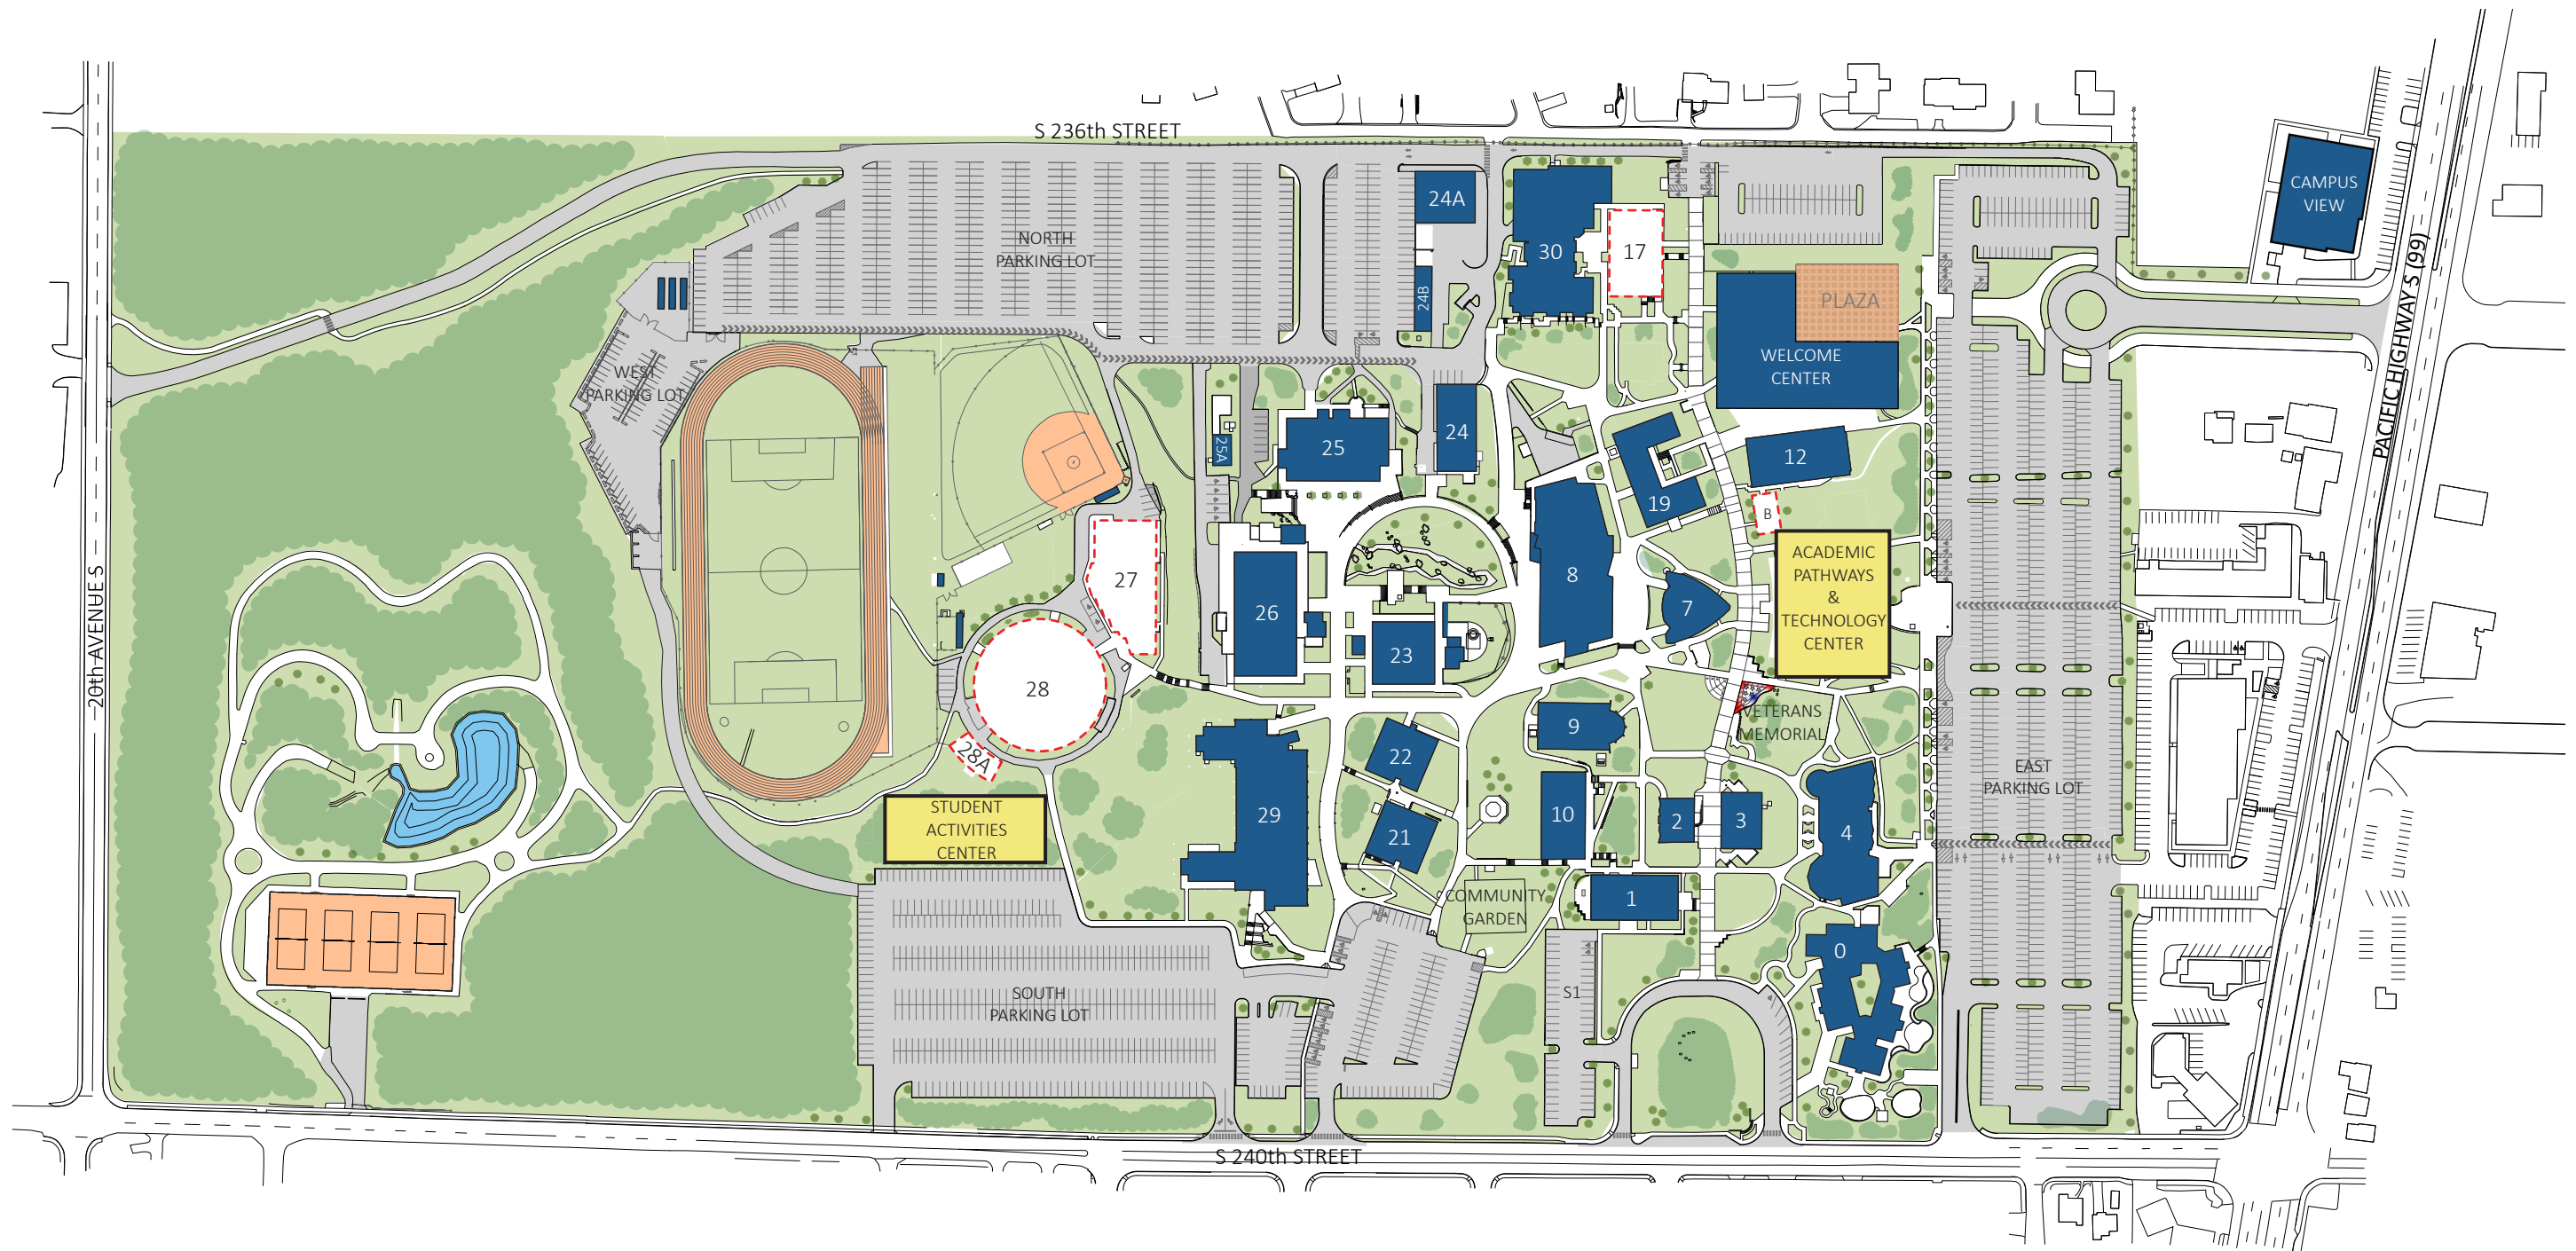 S 236th STREET
CAMPUS
VIEW
24A
NORTH
PARKING LOT
30
17
24B
PLAZA
PACIFIC HIGHWAY S (99)
WELCOME
CENTER
WEST
PARKING LOT
25A
25
24
12
19
B
ACADEMIC
PATHWAYS
&
TECHNOLOGY
CENTER
27
8
7
26
23
20th AVENUE S
28
28A
22
9
VETERANS
MEMORIAL
EAST
PARKING LOT
STUDENT
ACTIVITIES
CENTER
29
21
10
2
3
4
COMMUNITY
GARDEN
1
0
SOUTH
PARKING LOT
S1
S 240th STREET